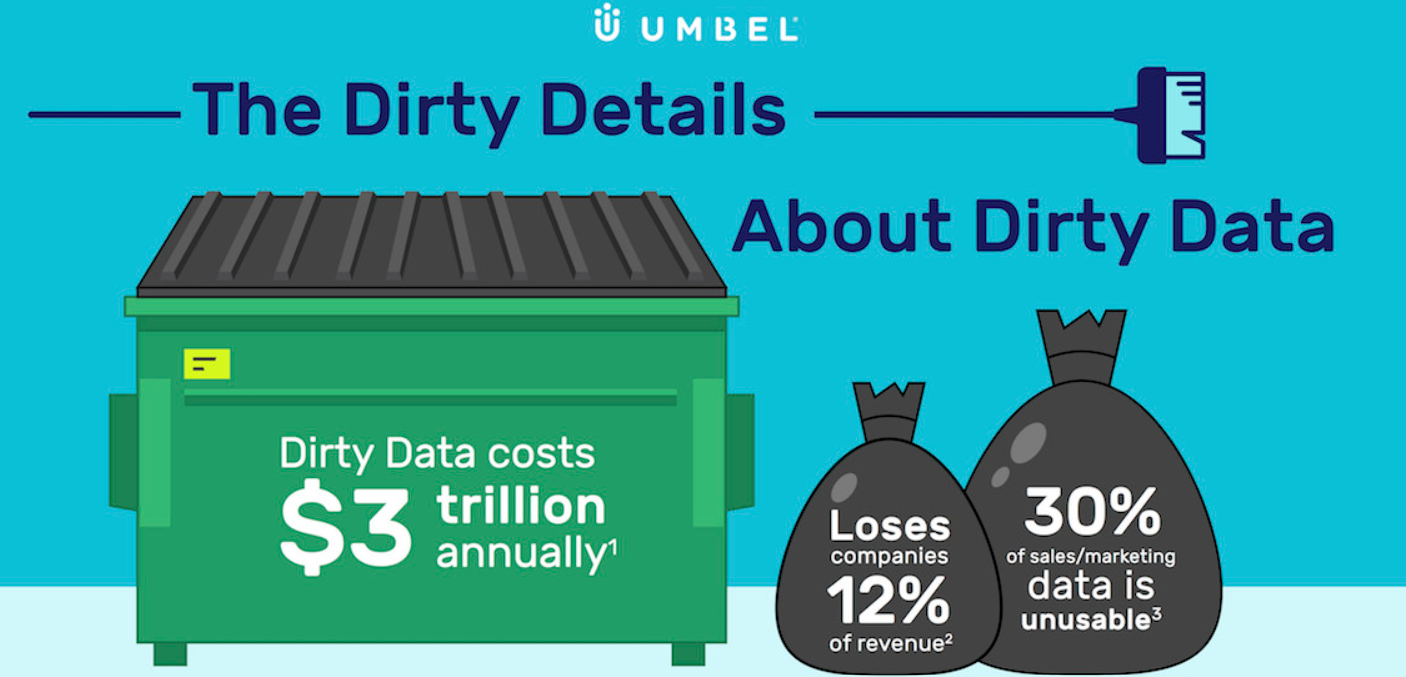 UMBEL
The Dirty Details
About Dirty Data
Dirty Data costs
$3 trillion
annually¹
Loses
companies
12%
of revenue²
30%
of sales/marketing
data is
unusable³